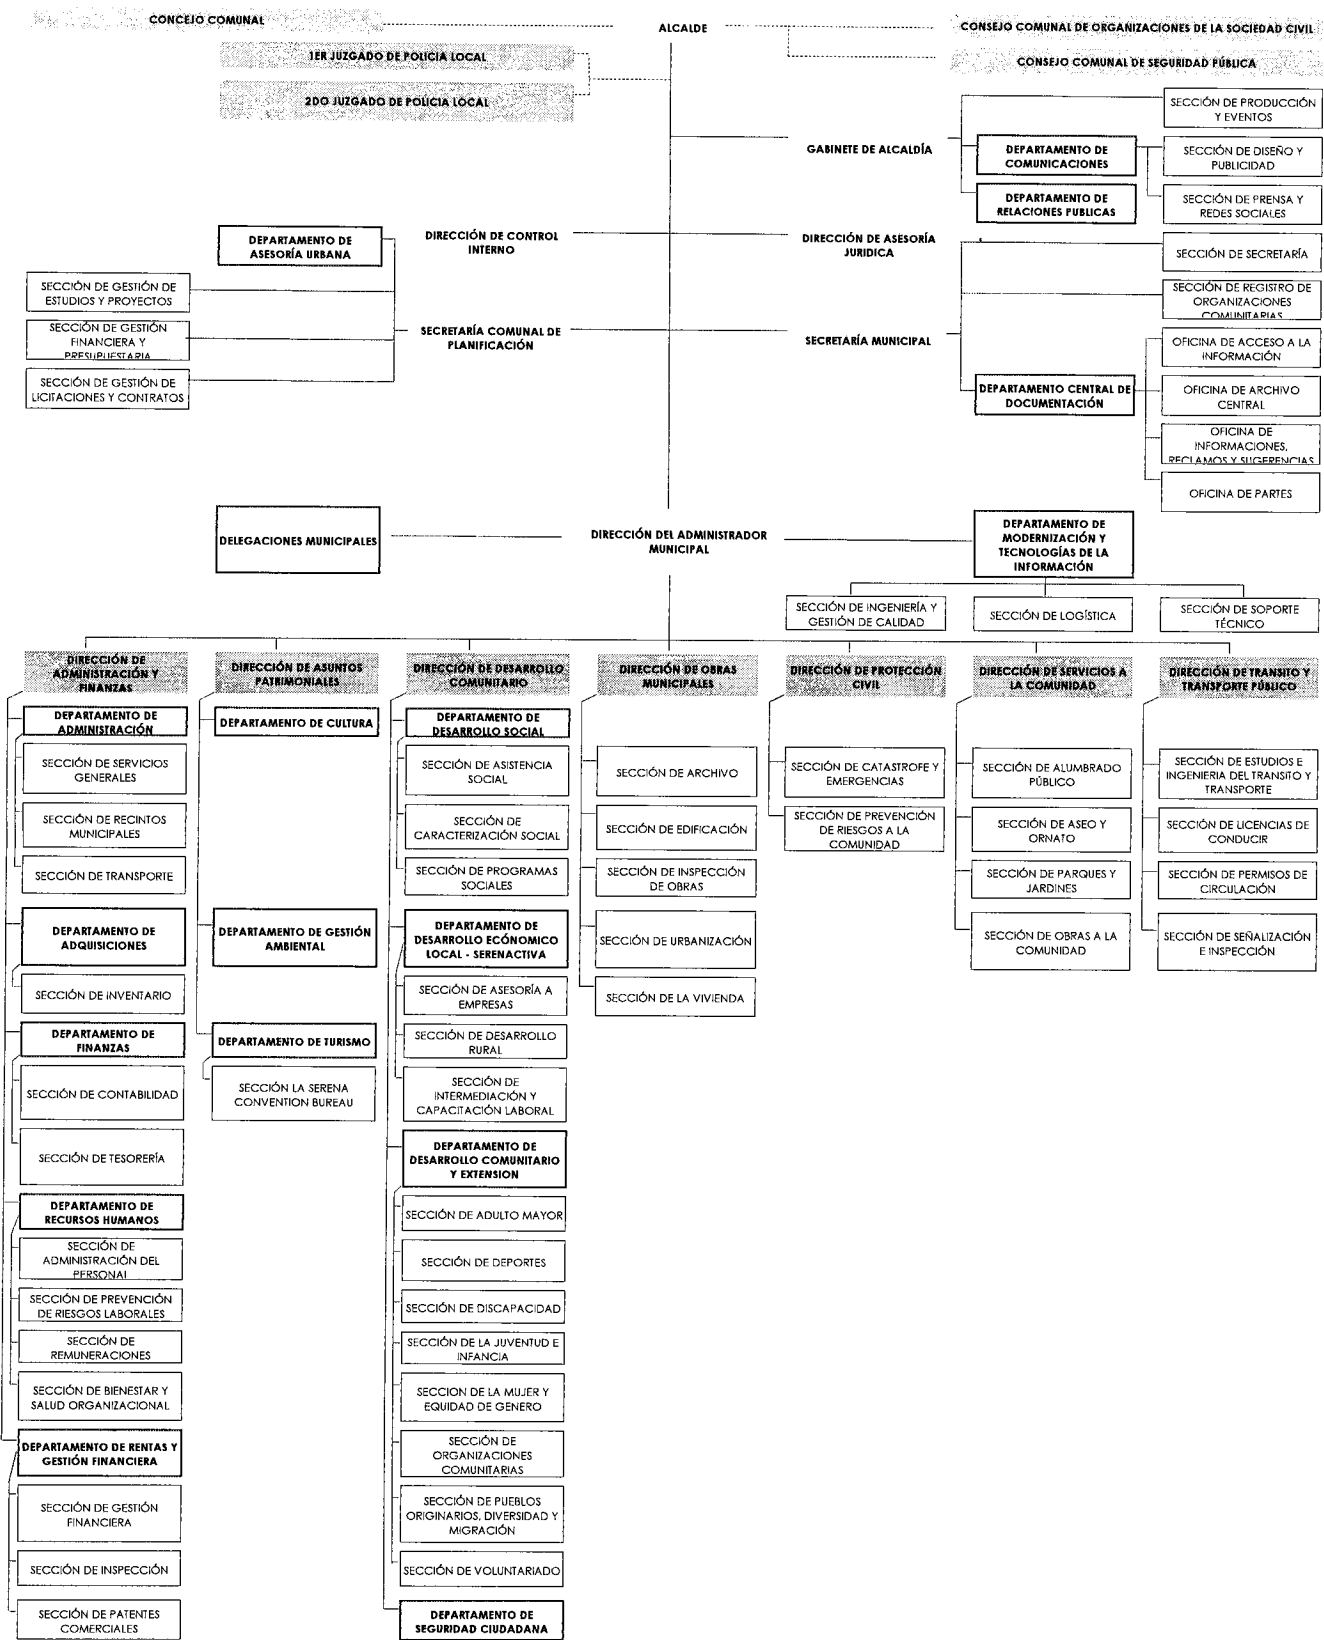 CONCEJO COMUNAL
ALCALDE
CONSEJO COMUNAL DE ORGANIZACIONES DE LA SOCIEDAD CIVIL
1ER JUZGADO DE POLICIA LOCAL
CONSEJO COMUNAL DE SEGURIDAD PÚBLICA
2DO JUZGADO DE POLICIA LOCAL
SECCIÓN DE PRODUCCIÓN
Y EVENTOS
GABINETE DE ALCALDÍA
DEPARTAMENTO DE
COMUNICACIONES
SECCIÓN DE DISEÑO Y
PUBLICIDAD
DEPARTAMENTO DE
RELACIONES PUBLICAS
SECCIÓN DE PRENSA Y
REDES SOCIALES
DEPARTAMENTO DE
ASESORÍA URBANA
DIRECCIÓN DE CONTROL
INTERNO
DIRECCIÓN DE ASESORÍA
JURIDICA
SECCIÓN DE SECRETARÍA
SECCIÓN DE GESTIÓN DE
ESTUDIOS Y PROYECTOS
SECCIÓN DE REGISTRO DE
ORGANIZACIONES
COMUNITARIAS
SECCIÓN DE GESTIÓN
FINANCIERA Y
PRESUPUESTARIA
SECRETARÍA COMUNAL DE
PLANIFICACIÓN
SECRETARÍA MUNICIPAL
OFICINA DE ACCESO A LA
INFORMACIÓN
SECCIÓN DE GESTIÓN DE
LICITACIONES Y CONTRATOS
DEPARTAMENTO CENTRAL DE
DOCUMENTACIÓN
OFICINA DE ARCHIVO
CENTRAL
OFICINA DE
INFORMACIONES,
RECLAMOS Y SUGERENCIAS
OFICINA DE PARTES
DELEGACIONES MUNICIPALES
DIRECCIÓN DEL ADMINISTRADOR
MUNICIPAL
DEPARTAMENTO DE
MODERNIZACIÓN Y
TECNOLOGÍAS DE LA
INFORMACIÓN
SECCIÓN DE INGENIERÍA Y
GESTIÓN DE CALIDAD
SECCIÓN DE LOGÍSTICA
SECCIÓN DE SOPORTE
TÉCNICO
DIRECCIÓN DE
ADMINISTRACIÓN Y
FINANZAS
DEPARTAMENTO DE
ADMINISTRACIÓN
SECCIÓN DE SERVICIOS
GENERALES
SECCIÓN DE RECINTOS
MUNICIPALES
SECCIÓN DE TRANSPORTE
DEPARTAMENTO DE
ADQUISICIONES
SECCIÓN DE INVENTARIO
DEPARTAMENTO DE
FINANZAS
SECCIÓN DE CONTABILIDAD
SECCIÓN DE TESORERÍA
DEPARTAMENTO DE
RECURSOS HUMANOS
SECCIÓN DE
ADMINISTRACIÓN DEL
PERSONAL
SECCIÓN DE PREVENCIÓN
DE RIESGOS LABORALES
SECCIÓN DE
REMUNERACIONES
SECCIÓN DE BIENESTAR Y
SALUD ORGANIZACIONAL
DEPARTAMENTO DE RENTAS Y
GESTIÓN FINANCIERA
SECCIÓN DE GESTIÓN
FINANCIERA
SECCIÓN DE INSPECCIÓN
SECCIÓN DE PATENTES
COMERCIALES
DIRECCIÓN DE ASUNTOS
PATRIMONIALES
DEPARTAMENTO DE CULTURA
DEPARTAMENTO DE GESTIÓN
AMBIENTAL
DEPARTAMENTO DE TURISMO
SECCIÓN LA SERENA
CONVENTION BUREAU
DIRECCIÓN DE DESARROLLO
COMUNITARIO
DEPARTAMENTO DE
DESARROLLO SOCIAL
SECCIÓN DE ASISTENCIA
SOCIAL
SECCIÓN DE
CARACTERIZACIÓN SOCIAL
SECCIÓN DE PROGRAMAS
SOCIALES
DEPARTAMENTO DE
DESARROLLO ECÓNOMICO
LOCAL - SERENACTIVA
SECCIÓN DE ASESORÍA A
EMPRESAS
SECCIÓN DE DESARROLLO
RURAL
SECCIÓN DE
INTERMEDIACIÓN Y
CAPACITACIÓN LABORAL
DEPARTAMENTO DE
DESARROLLO COMUNITARIO
Y EXTENSION
SECCIÓN DE ADULTO MAYOR
SECCIÓN DE DEPORTES
SECCIÓN DE DISCAPACIDAD
SECCIÓN DE LA JUVENTUD E
INFANCIA
SECCION DE LA MUJER Y
EQUIDAD DE GENERO
SECCIÓN DE
ORGANIZACIONES
COMUNITARIAS
SECCIÓN DE PUEBLOS
ORIGINARIOS, DIVERSIDAD Y
MIGRACIÓN
SECCIÓN DE VOLUNTARIADO
DEPARTAMENTO DE
SEGURIDAD CIUDADANA
DIRECCIÓN DE OBRAS
MUNICIPALES
SECCIÓN DE ARCHIVO
SECCIÓN DE EDIFICACIÓN
SECCIÓN DE INSPECCIÓN
DE OBRAS
SECCIÓN DE URBANIZACIÓN
SECCIÓN DE LA VIVIENDA
DIRECCIÓN DE PROTECCIÓN
CIVIL
SECCIÓN DE CATASTROFE Y
EMERGENCIAS
SECCIÓN DE PREVENCIÓN
DE RIESGOS A LA
COMUNIDAD
DIRECCIÓN DE SERVICIOS A
LA COMUNIDAD
SECCIÓN DE ALUMBRADO
PÚBLICO
SECCIÓN DE ASEO Y
ORNATO
SECCIÓN DE PARQUES Y
JARDINES
SECCIÓN DE OBRAS A LA
COMUNIDAD
DIRECCIÓN DE TRANSITO Y
TRANSPORTE PÚBLICO
SECCIÓN DE ESTUDIOS E
INGENIERIA DEL TRANSITO Y
TRANSPORTE
SECCIÓN DE LICENCIAS DE
CONDUCIR
SECCIÓN DE PERMISOS DE
CIRCULACIÓN
SECCIÓN DE SEÑALIZACIÓN
E INSPECCIÓN